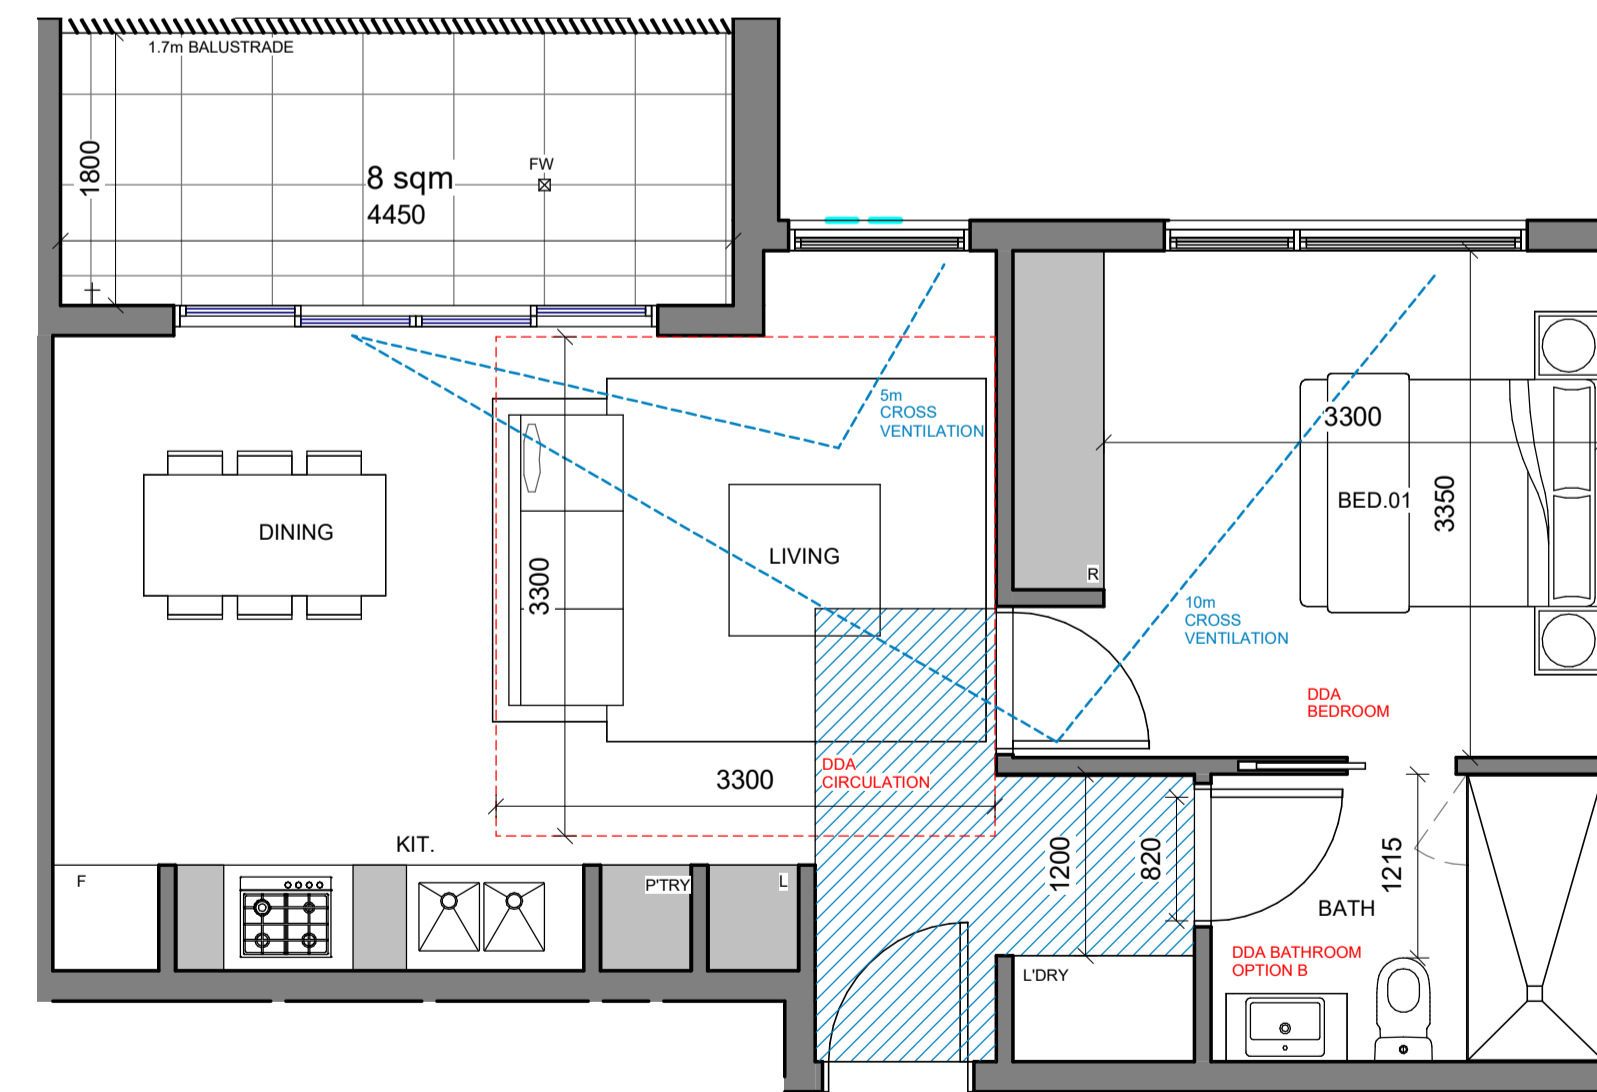 1.7m BALUSTRADE
1800
8 sqm
4450
FW
5m
CROSS
VENTILATION
3300
BED.01
3350
DINING
LIVING
3300
R
10m
CROSS
VENTILATION
DDA
BEDROOM
3300
DDA
CIRCULATION
KIT.
F
P'TRY
L
1200
820
1215
BATH
DDA BATHROOM
OPTION B
L'DRY